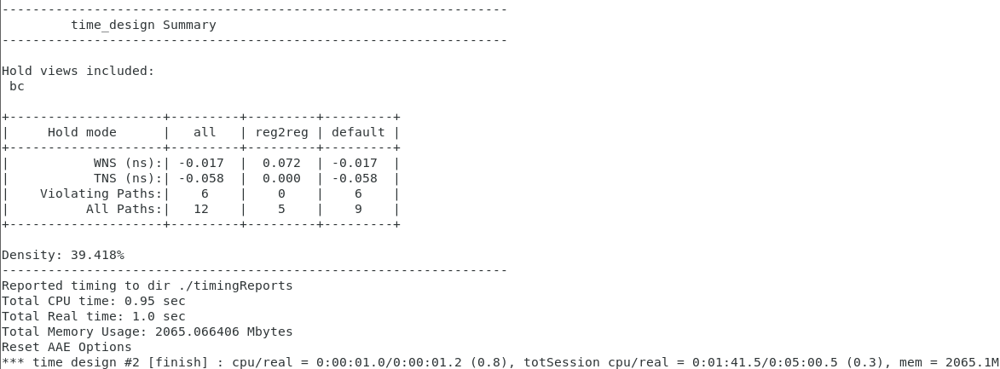 ---------------------------------------------------------------
         time_design Summary
------------------------------------------------------------------

Hold views included:
 bc

+--------------------+---------+---------+---------+
|     Hold mode      |   all   | reg2reg | default |
+--------------------+---------+---------+---------+
|           WNS (ns):| -0.017  |  0.072  | -0.017  |
|           TNS (ns):| -0.058  |  0.000  | -0.058  |
|    Violating Paths:|    6    |    0    |    6    |
|          All Paths:|   12    |    5    |    9    |
+--------------------+---------+---------+---------+

Density: 39.418%
------------------------------------------------------------------
Reported timing to dir ./timingReports
Total CPU time: 0.95 sec
Total Real time: 1.0 sec
Total Memory Usage: 2065.066406 Mbytes
Reset AAE Options
*** time_design #2 [finish] : cpu/real = 0:00:01.0/0:00:01.2 (0.8), totSession cpu/real = 0:01:41.5/0:05:00.5 (0.3), mem = 2065.1M